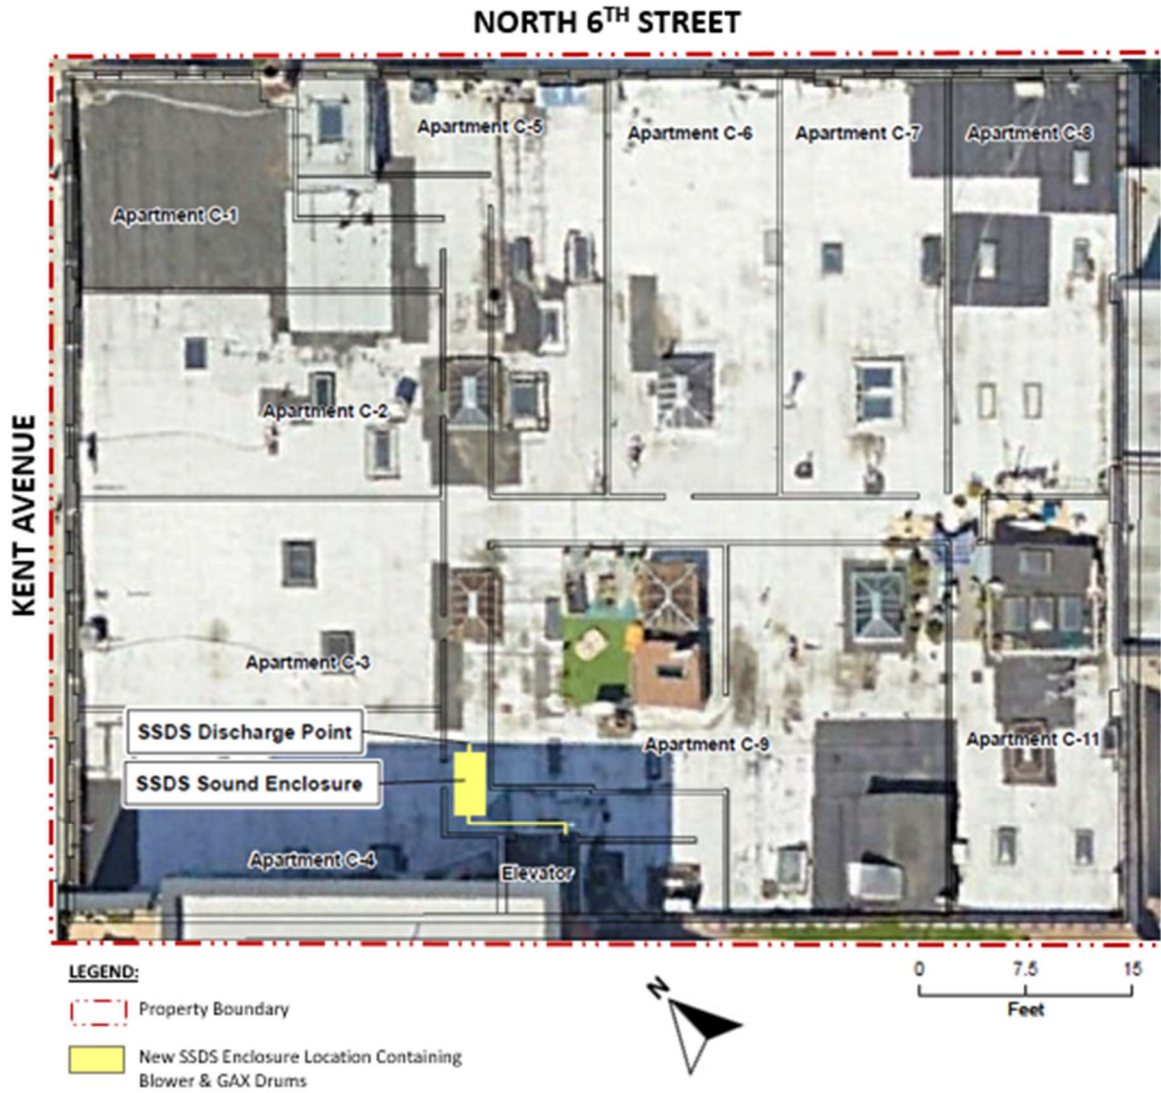 NORTH 6TH STREET
KENT AVENUE
Apartment C-5
Apartment C-6
Apartment C-7
Apartment C-8
Apartment C-1
Apartment C-2
Apartment C-3
SSDS Discharge Point
Apartment C-9
Apartment C-11
SSDS Sound Enclosure
Apartment C-4
Elevator
LEGEND:
Property Boundary
New SSDS Enclosure Location Containing
Blower & GAX Drums
N
0 7.5 15
Feet